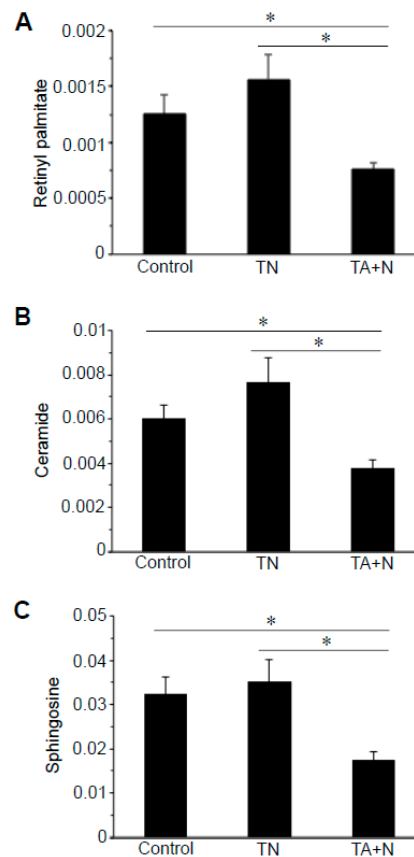 A
*
*
0.002
0.0015
0.001
0.0005
0
Retinyl palmitate
Control TN TA+N
B
*
*
0.01
0.008
0.006
0.004
0.002
0
Ceramide
Control TN TA+N
C
*
*
0.05
0.04
0.03
0.02
0.01
0
Sphingosine
Control TN TA+N